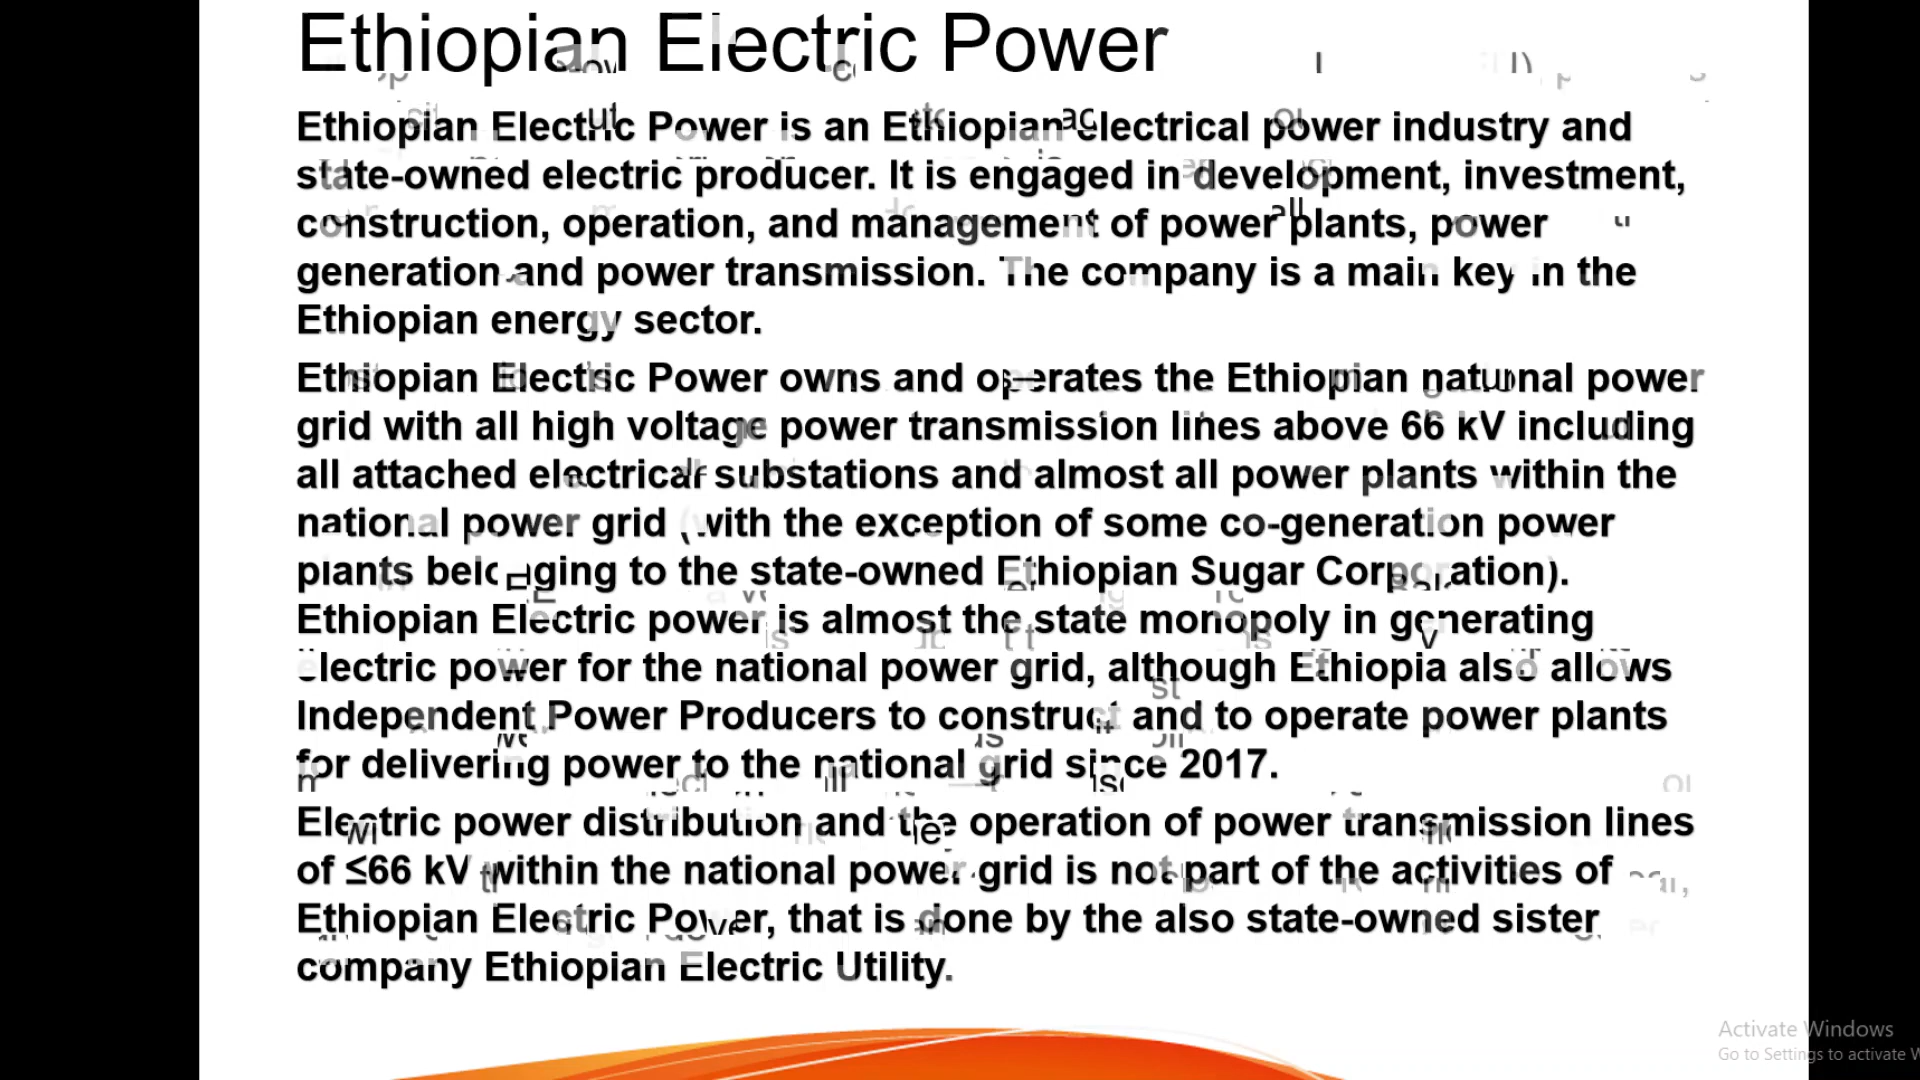 Ethiopian Electric Power
Ethiopian Electric Power is an Ethiopian electrical power industry and
state-owned electric producer. It is engaged in development, investment,
construction, operation, and management of power plants, power
generation and power transmission. The company is a main key in the
Ethiopian energy sector.
Ethiopian Electric Power owns and operates the Ethiopian national power
grid with all high voltage power transmission lines above 66 kV including
all attached electrical substations and almost all power plants within the
national power grid (with the exception of some co-generation power
plants belonging to the state-owned Ethiopian Sugar Corporation).
Ethiopian Electric power is almost the state monopoly in generating
electric power for the national power grid, although Ethiopia also allows
Independent Power Producers to construct and to operate power plants
for delivering power to the national grid since 2017.
Electric power distribution and the operation of power transmission lines
of ≤66 kV within the national power grid is not part of the activities of
Ethiopian Electric Power, that is done by the also state-owned sister
company Ethiopian Electric Utility.
Activate Windows
Go to Settings to activate